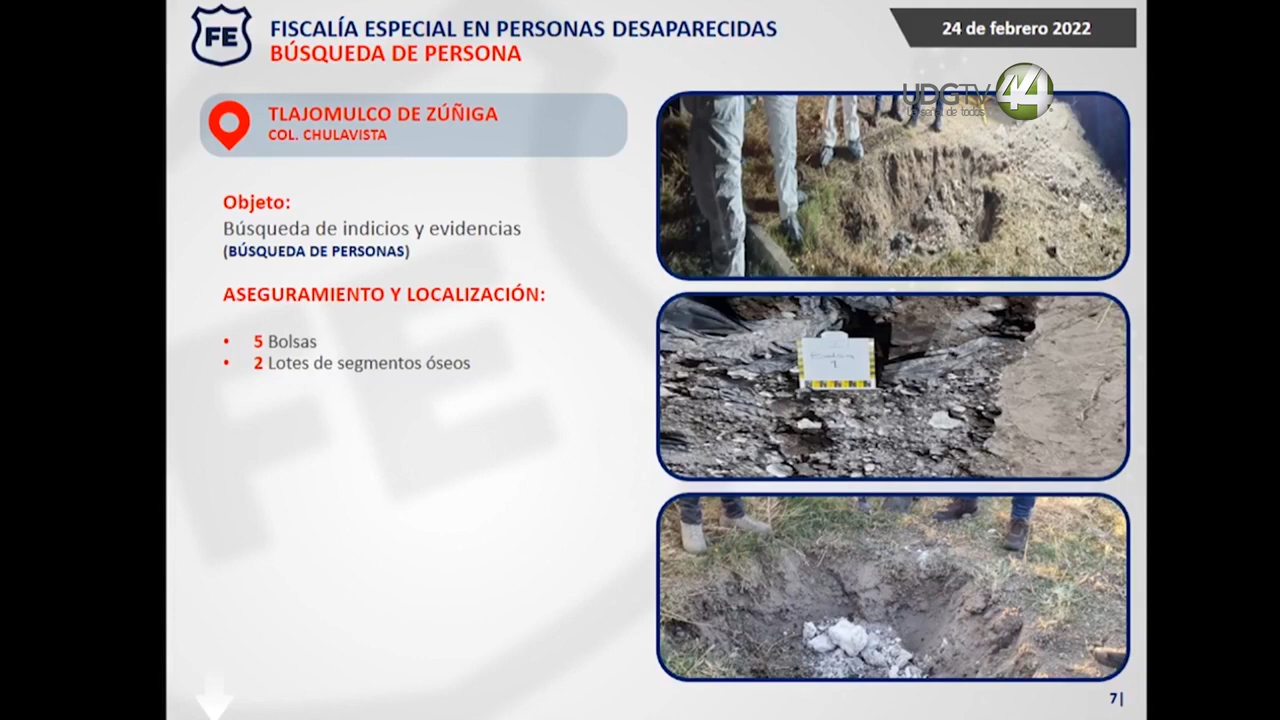 FE
FISCALÍA ESPECIAL EN PERSONAS DESAPARECIDAS
BÚSQUEDA DE PERSONA
24 de febrero 2022
UDGTV 44
TLAJOMULCO DE ZÚÑIGA
COL. CHULAVISTA
Objeto:
Búsqueda de indicios y evidencias
(BÚSQUEDA DE PERSONAS)
ASEGURAMIENTO Y LOCALIZACIÓN:
• 5 Bolsas
• 2 Lotes de segmentos óseos
7|